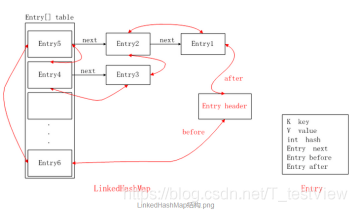 Entry[] table
Entry5
next
Entry2
next
Entry1
Entry4
next
Entry3
after
Entry header
before
Entry6
K key
V value
int hash
Entry next
Entry before
Entry after
LinkedHashMap
Entry
https://blog.csdn.net/T_testView
LinkedHashMap结构.png